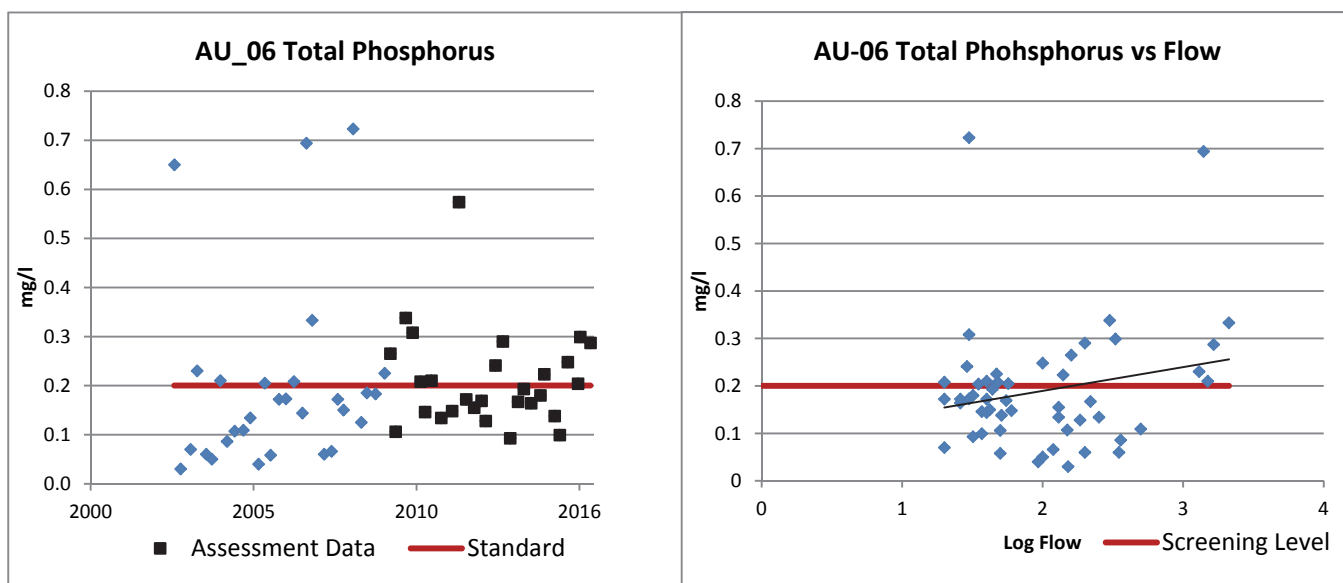 AU_06 Total Phosphorus
0.8
0.7
0.6
0.5
0.4
0.3
0.2
0.1
0.0
mg/l
2000 2005 2010 2016
Assessment Data Standard
AU-06 Total Phohsphorus vs Flow
0.8
0.7
0.6
0.5
0.4
0.3
0.2
0.1
0
mg/l
0 1 2 3 4
Log Flow Screening Level